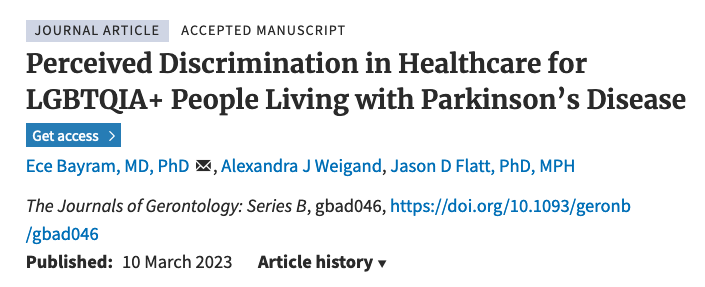 JOURNAL ARTICLE ACCEPTED MANUSCRIPT
Perceived Discrimination in Healthcare for
LGBTQIA+ People Living with Parkinson’s Disease
Get access >
Ece Bayram, MD, PhD, Alexandra J Weigand, Jason D Flatt, PhD, MPH
The Journals of Gerontology: Series B, gbad046, https://doi.org/10.1093/geronb
/gbad046
Published: 10 March 2023 Article history ▾